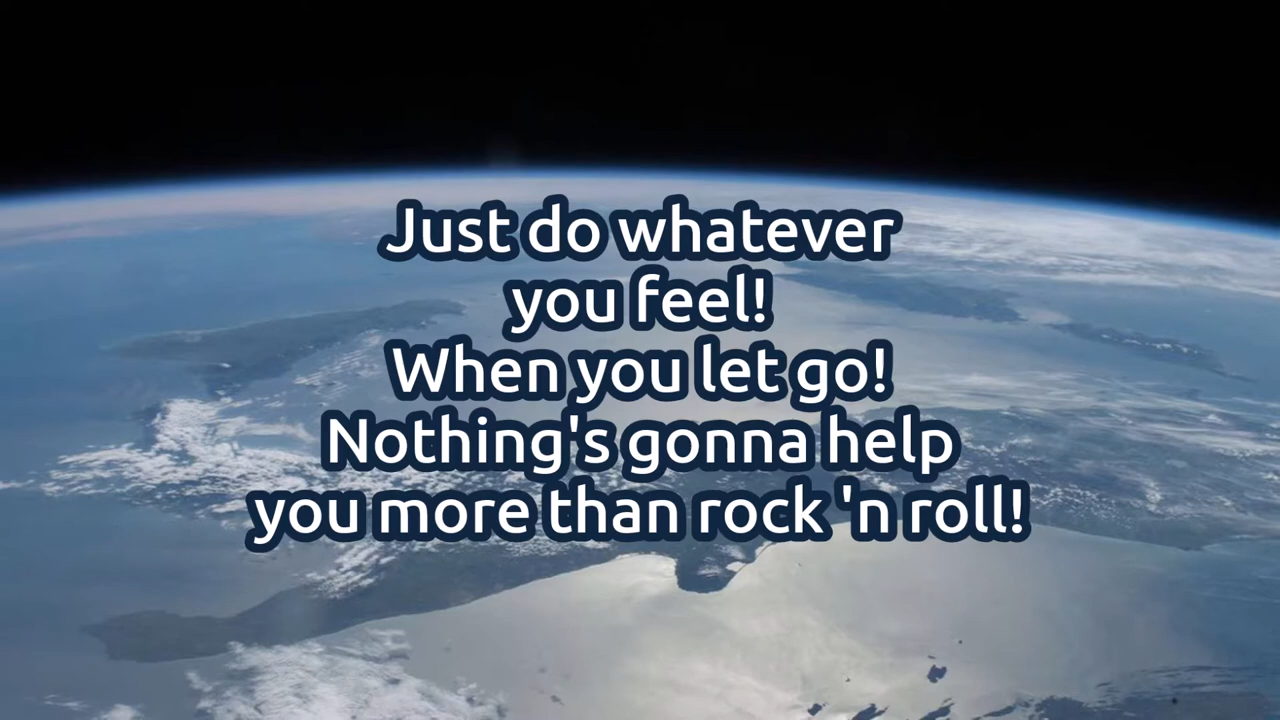 Just do whatever
you feel!
When you let go!
Nothing's gonna help
you more than rock 'n roll!